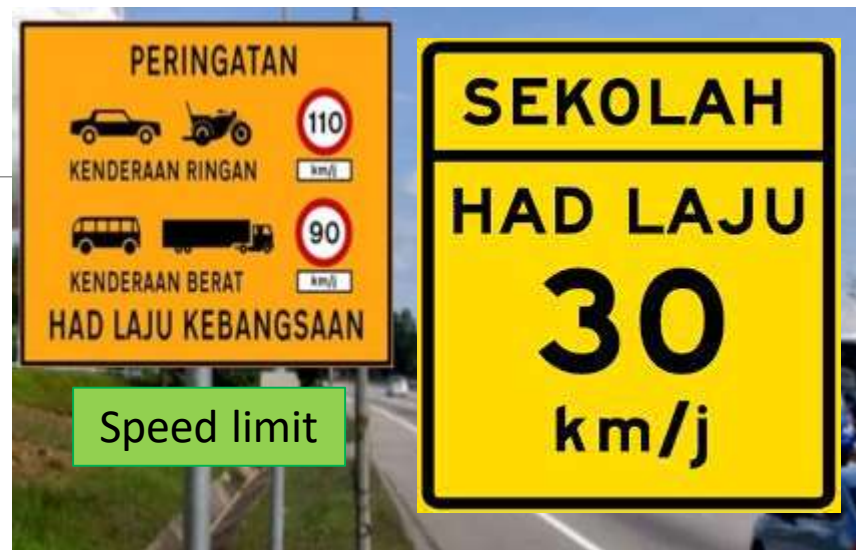 PERINGATAN
110
KENDERAAN RINGAN
km/j
90
KENDERAAN BERAT
km/j
HAD LAJU KEBANGSAAN
Speed limit
SEKOLAH
HAD LAJU
30
km/j